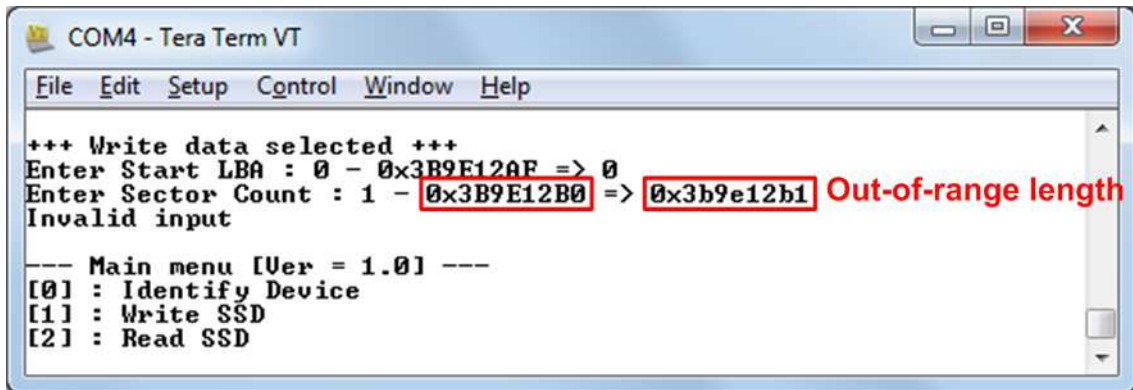 COM4 - Tera Term VT
File Edit Setup Control Window Help
+++ Write data selected +++
Enter Start LBA : 0 - 0x3B9E12AF => 0
Enter Sector Count : 1 - 0x3B9E12B0 => 0x3b9e12b1 Out-of-range length
Invalid input
--- Main menu [Ver = 1.0] ---
[0] : Identify Device
[1] : Write SSD
[2] : Read SSD